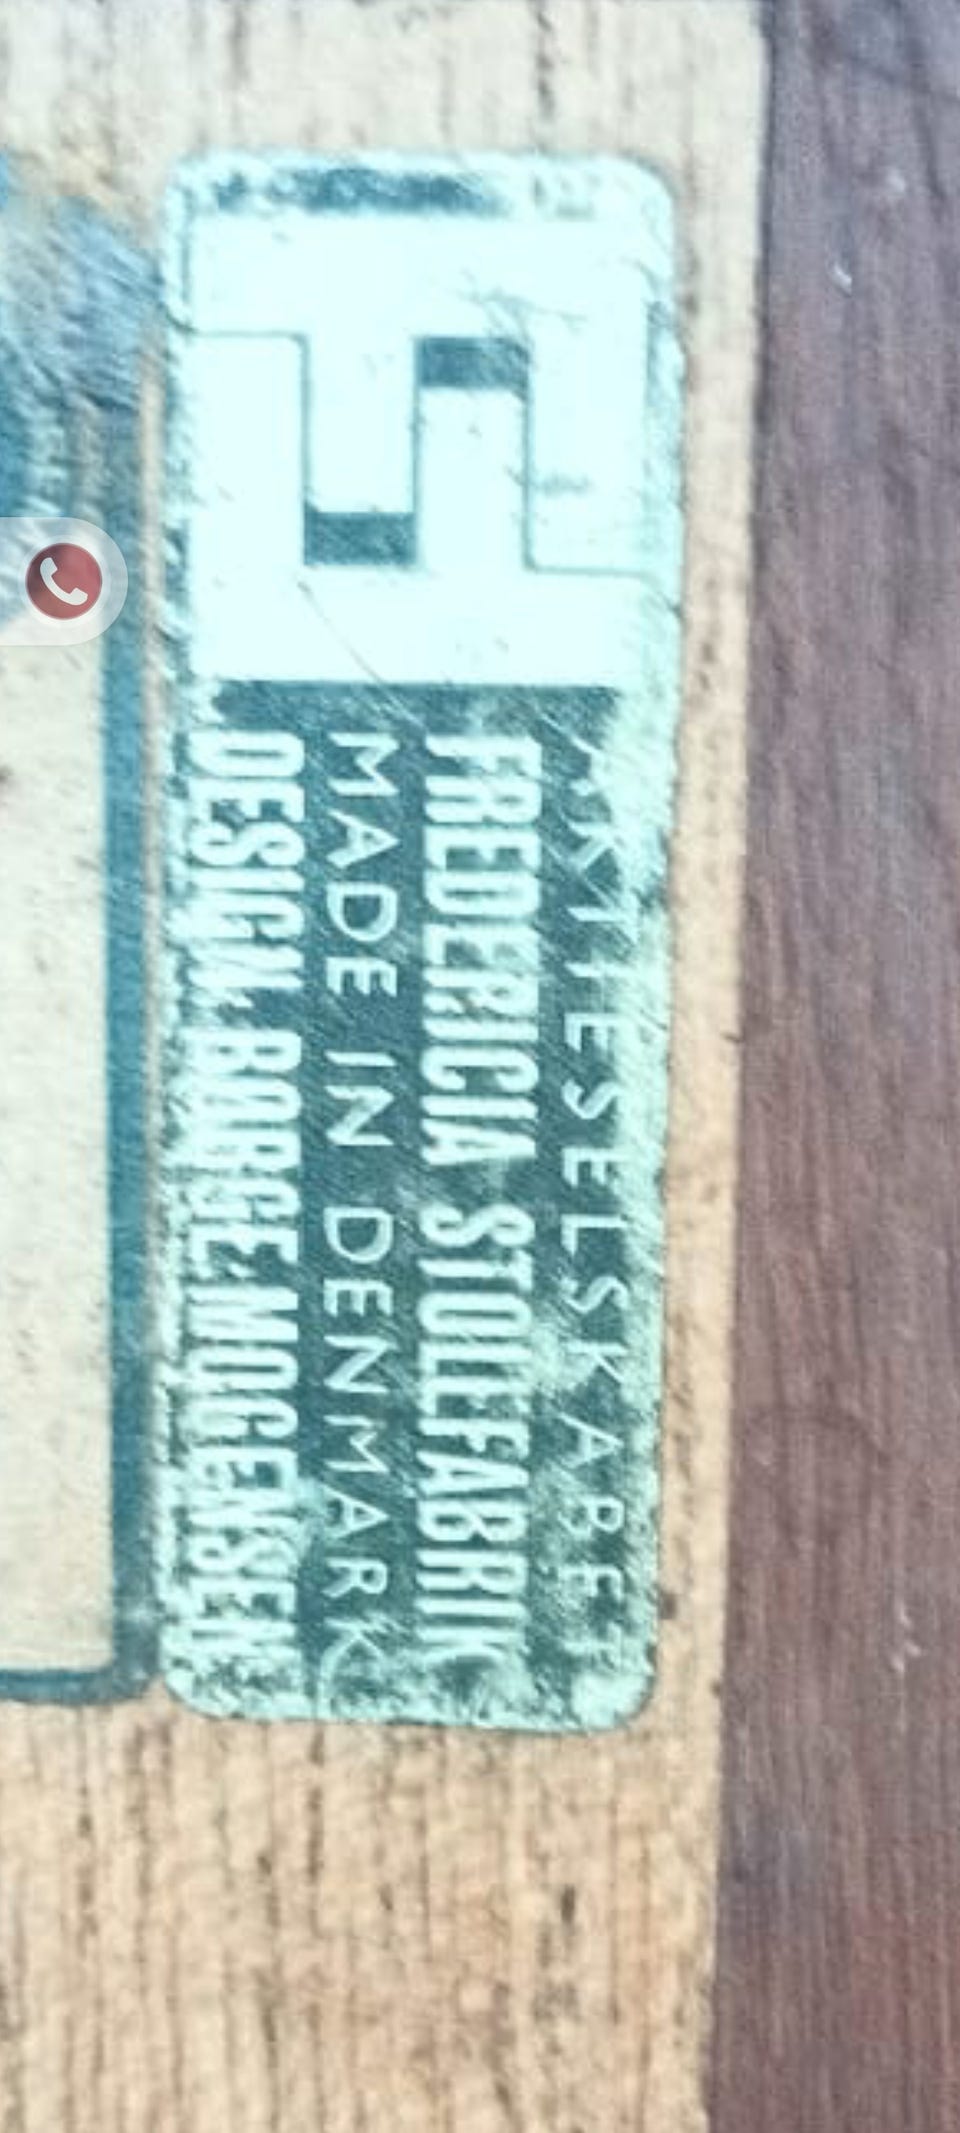 AKTIESELSKABET
FREDERICIA STOLEFABRIK
MADE IN DENMARK
DESIGN. BØRGE MOGENSEN